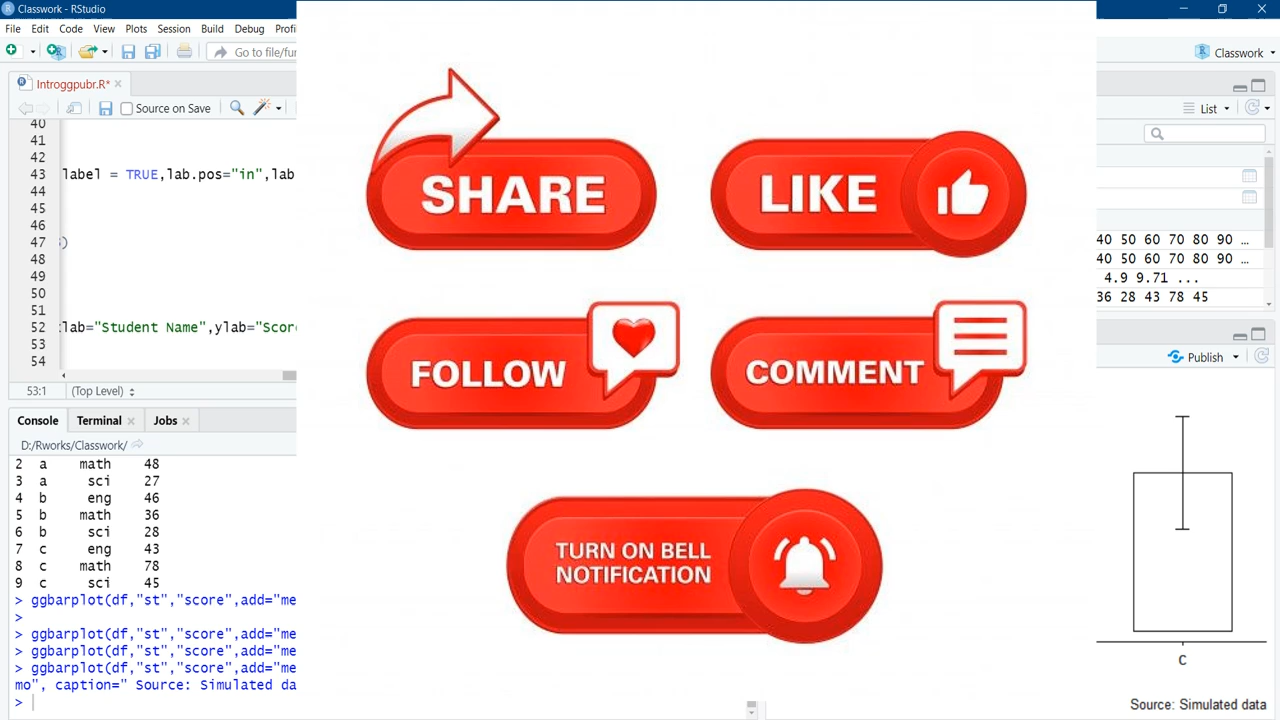 Classwork - RStudio
File Edit Code View Plots Session Build Debug
Go to file/fun
Classwork
Introggpubr.R*
Source on Save
List
40
41
42
43 label = TRUE,lab.pos="in",lab
44
45
46
47 )
48
49
50
51
52 lab="Student Name",ylab="Scor
53
54
53:1 (Top Level)
SHARE
LIKE
FOLLOW
COMMENT
TURN ON BELL
NOTIFICATION
40 50 60 70 80 90 ...
40 50 60 70 80 90 ...
4.9 9.71 ...
36 28 43 78 45
Publish
Console Terminal Jobs
D:/Rworks/Classwork/
2 a math 48
3 a sci 27
4 b eng 46
5 b math 36
6 b sci 28
7 c eng 43
8 c math 78
9 c sci 45
> ggbarplot(df,"st","score",add="me
>
> ggbarplot(df,"st","score",add="me
> ggbarplot(df,"st","score",add="me
> ggbarplot(df,"st","score",add="me
mo", caption=" Source: Simulated da
>
C
Source: Simulated data